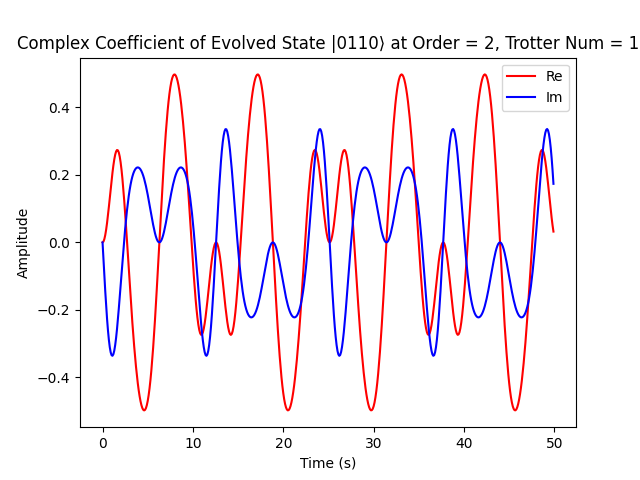 Complex Coefficient of Evolved State |0110⟩ at Order = 2, Trotter Num = 1
Re
Im
0.4
0.2
0.0
−0.2
−0.4
Amplitude
0 10 20 30 40 50
Time (s)